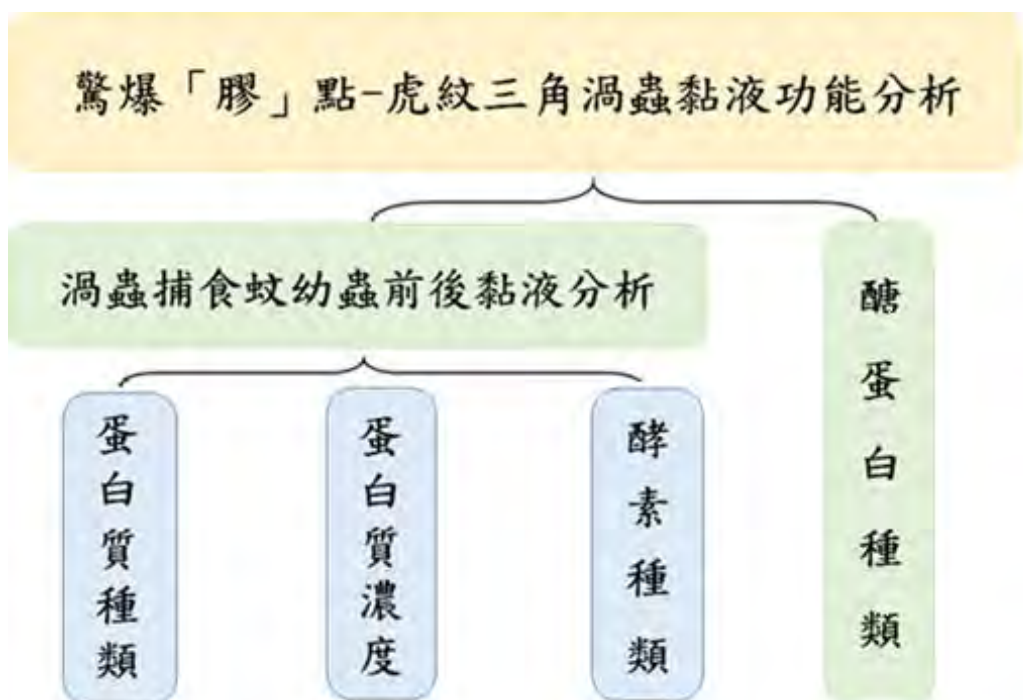 驚爆「膠」點-虎紋三角渦蟲黏液功能分析
渦蟲捕食蚊幼蟲前後黏液分析
蛋白質種類
蛋白質濃度
酵素種類
醣蛋白種類